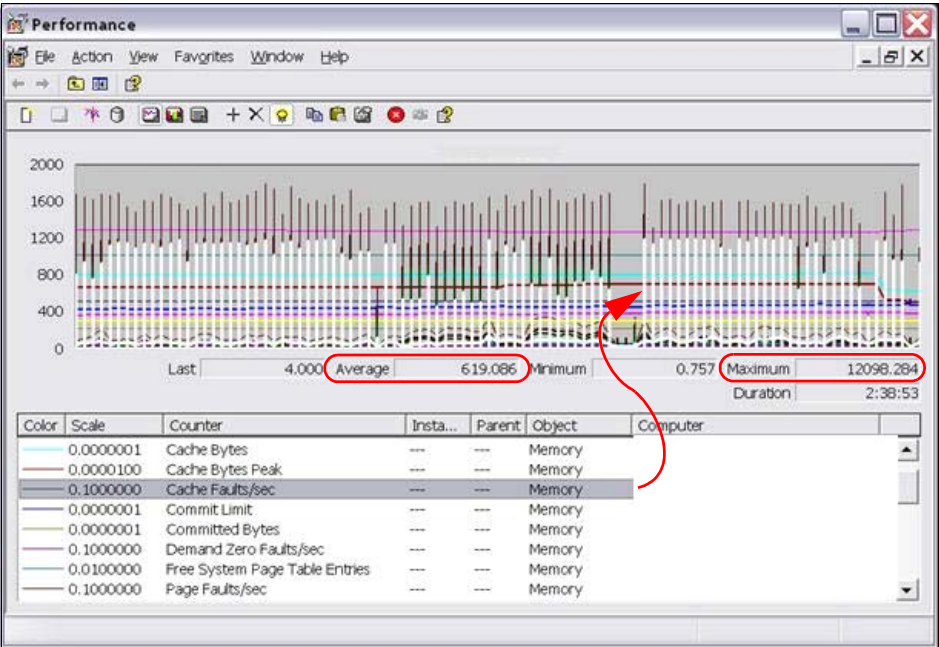 Performance
File Action View Favorites Window Help
2000
1600
1200
800
400
0
Last 4.000 Average 619.086 Minimum 0.757 Maximum 12098.284
Duration 2:38:53
Color Scale Counter Insta... Parent Object Computer
0.0000001 Cache Bytes --- --- Memory
0.0000100 Cache Bytes Peak --- --- Memory
0.1000000 Cache Faults/sec --- --- Memory
0.0000001 Commit Limit --- --- Memory
0.0000001 Committed Bytes --- --- Memory
0.1000000 Demand Zero Faults/sec --- --- Memory
0.0100000 Free System Page Table Entries --- --- Memory
0.1000000 Page Faults/sec --- --- Memory